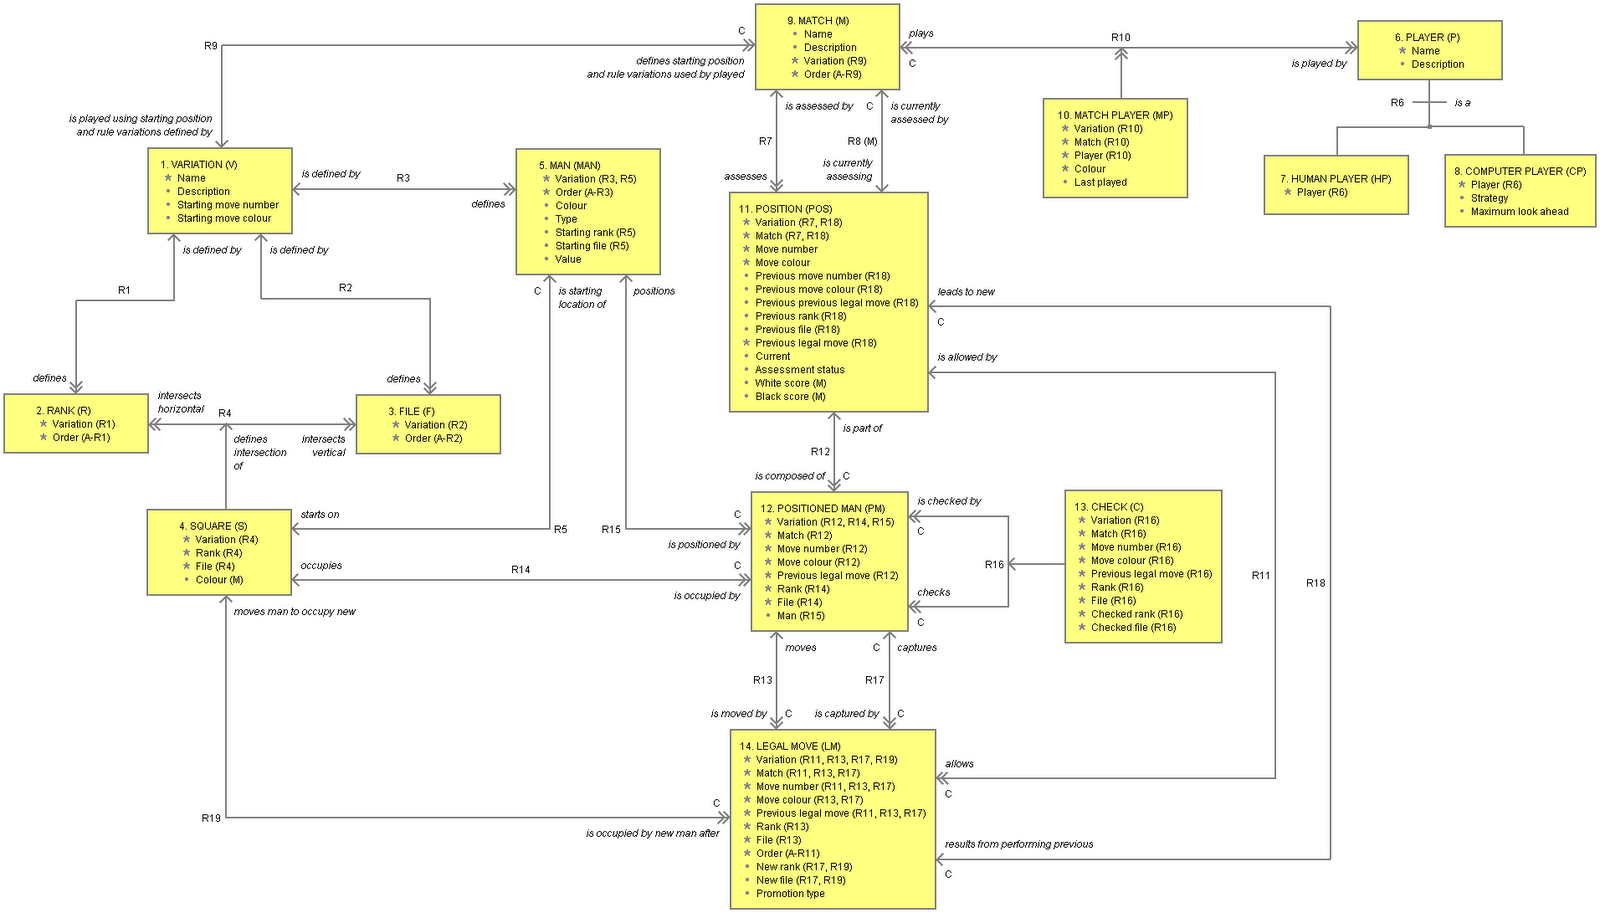 9. MATCH (M)
Name
Description
* Variation (R9)
* Order (A-R9)
C
R9
defines starting position
and rule variations used by played
plays
C
R10
is played by
6. PLAYER (P)
* Name
Description
R6
is a
10. MATCH PLAYER (MP)
* Variation (R10)
* Match (R10)
* Player (R10)
* Colour
Last played
7. HUMAN PLAYER (HP)
* Player (R6)
8. COMPUTER PLAYER (CP)
* Player (R6)
Strategy
Maximum look ahead
is played using starting position
and rule variations defined by
is assessed by
C
is currently
assessed by
R7
R8 (M)
is currently
assessing
assesses
1. VARIATION (V)
* Name
Description
Starting move number
Starting move colour
is defined by
R3
defines
5. MAN (MAN)
* Variation (R3, R5)
* Order (A-R3)
Colour
Type
Starting rank (R5)
Starting file (R5)
Value
11. POSITION (POS)
* Variation (R7, R18)
* Match (R7, R18)
* Move number
* Move colour
Previous move number (R18)
Previous move colour (R18)
Previous previous legal move (R18)
Previous rank (R18)
Previous file (R18)
* Previous legal move (R18)
Current
Assessment status
White score (M)
Black score (M)
is defined by
is defined by
R1
R2
C
is starting
location of
positions
leads to new
C
is allowed by
defines
defines
2. RANK (R)
* Variation (R1)
* Order (A-R1)
intersects
horizontal
R4
defines
intersection
of
intersects
vertical
3. FILE (F)
* Variation (R2)
* Order (A-R2)
is part of
R12
is composed of
C
4. SQUARE (S)
* Variation (R4)
* Rank (R4)
* File (R4)
Colour (M)
starts on
R5
R15
C
is positioned by
occupies
R14
C
is occupied by
moves man to occupy new
12. POSITIONED MAN (PM)
* Variation (R12, R14, R15)
* Match (R12)
* Move number (R12)
* Move colour (R12)
* Previous legal move (R12)
* Rank (R14)
* File (R14)
Man (R15)
is checked by
C
R16
checks
C
13. CHECK (C)
* Variation (R16)
* Match (R16)
* Move number (R16)
* Move colour (R16)
* Previous legal move (R16)
* Rank (R16)
* File (R16)
* Checked rank (R16)
* Checked file (R16)
R11
R18
moves
C
captures
R13
R17
is moved by
C
is captured by
C
14. LEGAL MOVE (LM)
* Variation (R11, R13, R17, R19)
* Match (R11, R13, R17)
* Move number (R11, R13, R17)
* Move colour (R13, R17)
* Previous legal move (R11, R13, R17)
* Rank (R13)
* File (R13)
* Order (A-R11)
New rank (R17, R19)
New file (R17, R19)
Promotion type
allows
C
R19
C
is occupied by new man after
results from performing previous
C